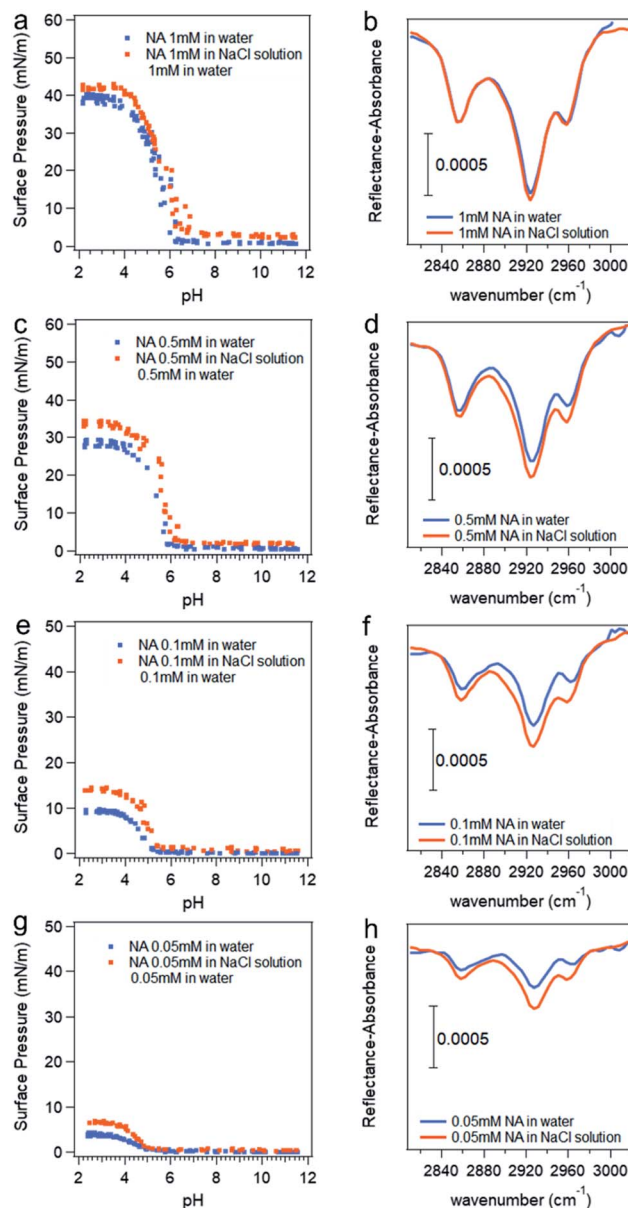 a
60
50
40
30
20
10
0
Surface Pressure (mN/m)
NA 1mM in water
NA 1mM in NaCl solution
1mM in water
2 4 6 8 10 12
pH
b
Reflectance-Absorbance
0.0005
1mM NA in water
1mM NA in NaCl solution
2840 2880 2920 2960 3000
wavenumber (cm-1)
c
50
40
30
20
10
0
Surface Pressure (mN/m)
NA 0.5mM in water
NA 0.5mM in NaCl solution
0.5mM in water
2 4 6 8 10 12
pH
d
Reflectance-Absorbance
0.0005
0.5mM NA in water
0.5mM NA in NaCl solution
2840 2880 2920 2960 3000
wavenumber (cm-1)
e
50
40
30
20
10
0
Surface Pressure (mN/m)
NA 0.1mM in water
NA 0.1mM in NaCl solution
0.1mM in water
2 4 6 8 10 12
pH
f
Reflectance-Absorbance
0.0005
0.1mM NA in water
0.1mM NA in NaCl solution
2840 2880 2920 2960 3000
wavenumber (cm-1)
g
50
40
30
20
10
0
Surface Pressure (mN/m)
NA 0.05mM in water
NA 0.05mM in NaCl solution
0.05mM in water
2 4 6 8 10 12
pH
h
Reflectance-Absorbance
0.0005
0.05mM NA in water
0.05mM NA in NaCl solution
2840 2880 2920 2960 3000
wavenumber (cm-1)